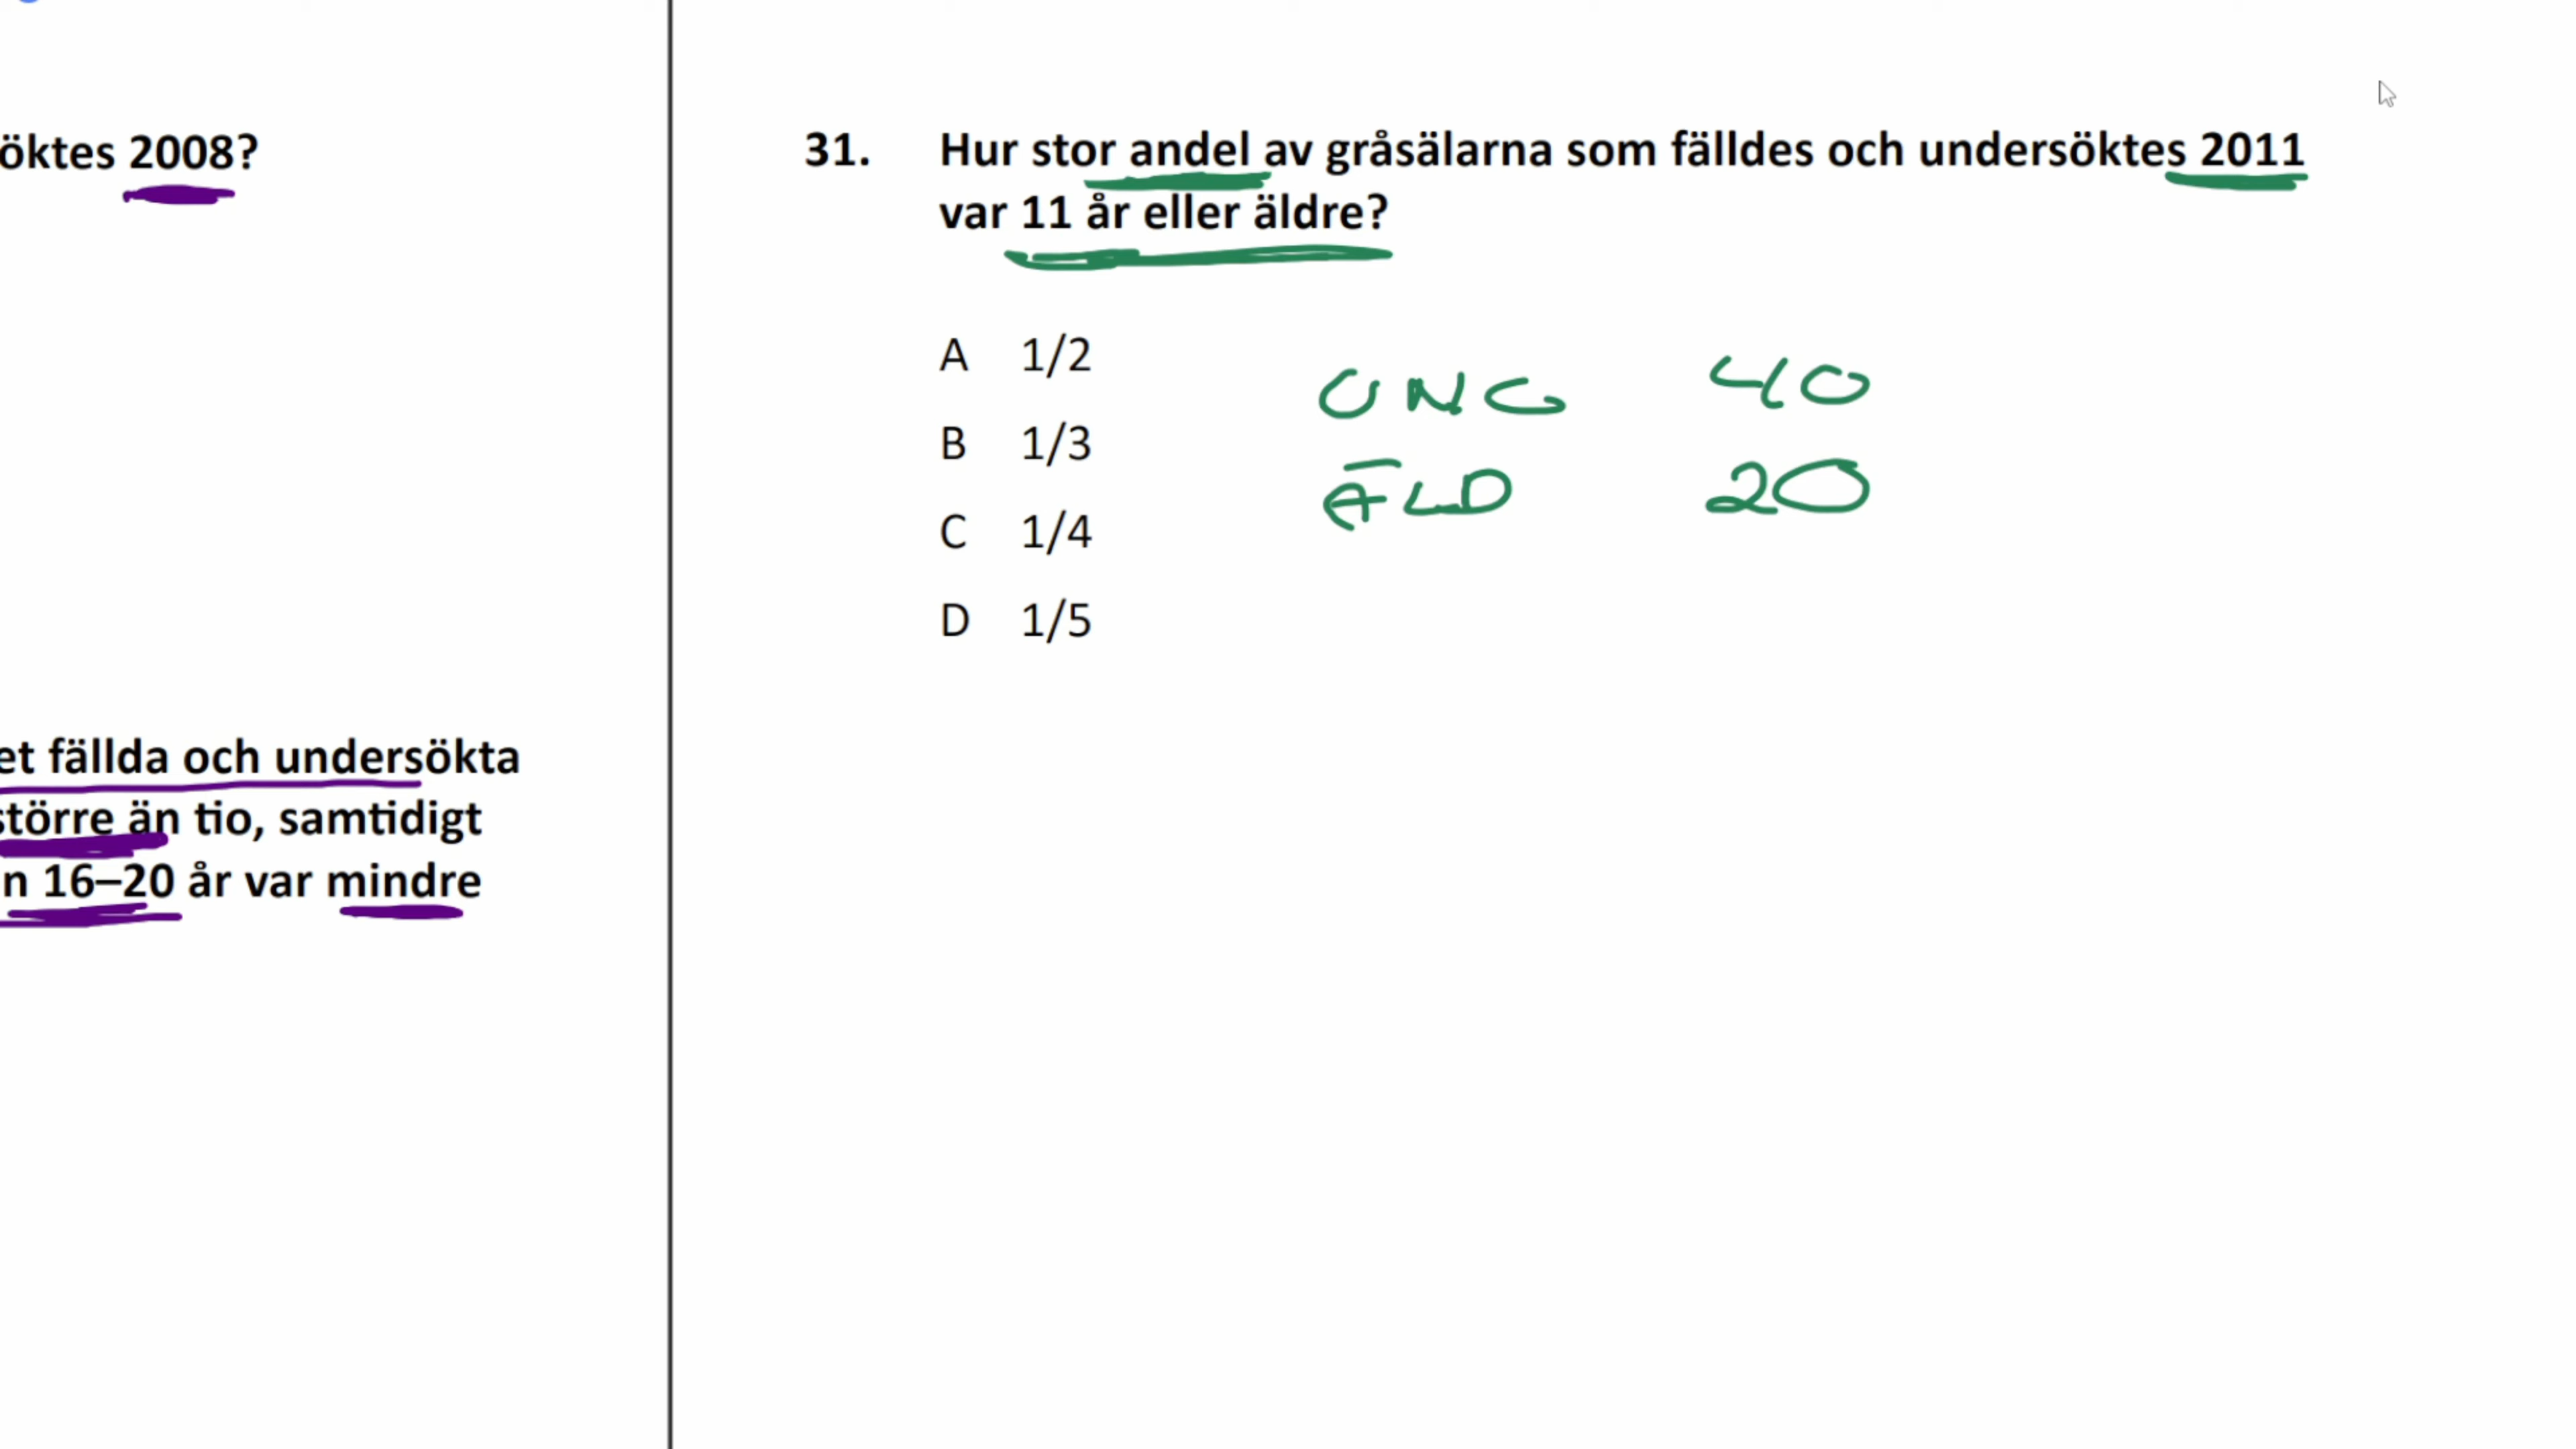 öktes 2008?
et fällda och undersökta
större än tio, samtidigt
n 16–20 år var mindre
31. Hur stor andel av gråsälarna som fälldes och undersöktes 2011
var 11 år eller äldre?
A 1/2
B 1/3
C 1/4
D 1/5
UNG 40
ÄLD 20